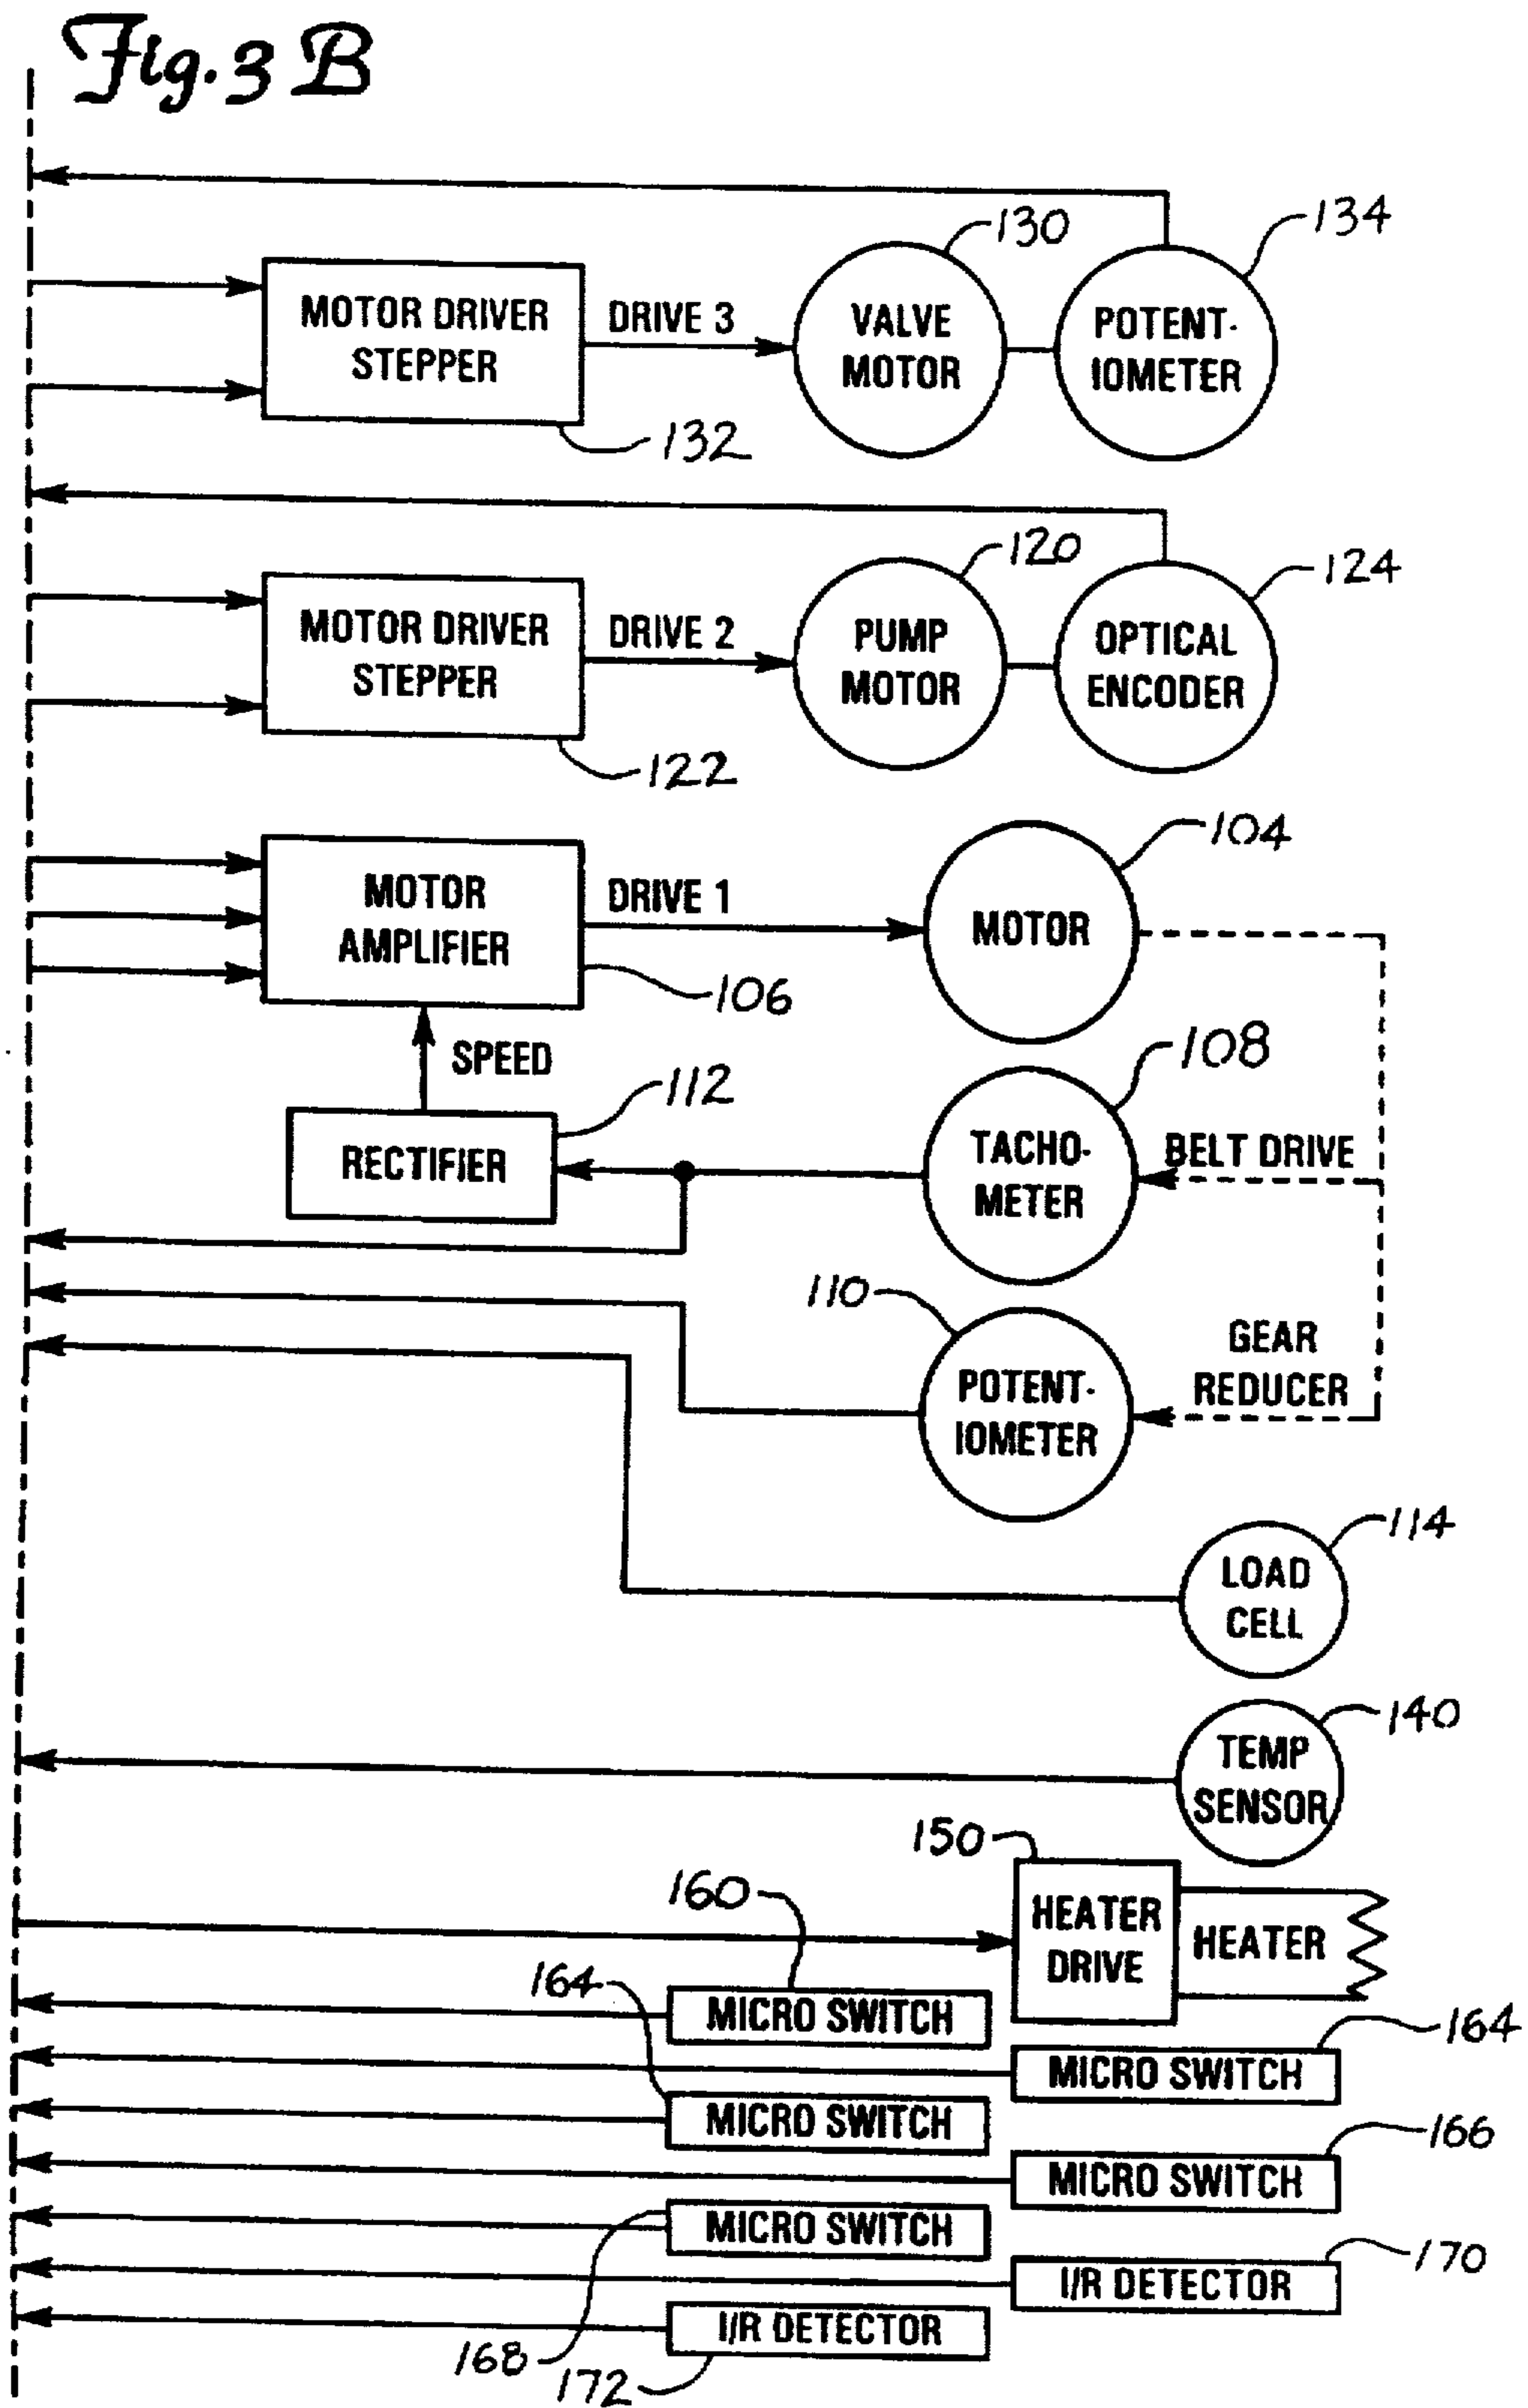 Fig. 3 B
130
134
MOTOR DRIVER
STEPPER
DRIVE 3
VALVE
MOTOR
POTENT-
IOMETER
132
120
124
MOTOR DRIVER
STEPPER
DRIVE 2
PUMP
MOTOR
OPTICAL
ENCODER
122
104
MOTOR
AMPLIFIER
DRIVE 1
MOTOR
106
SPEED
108
112
RECTIFIER
TACHO-
METER
BELT DRIVE
110
GEAR
REDUCER
POTENT-
IOMETER
114
LOAD
CELL
140
TEMP
SENSOR
150
160
HEATER
DRIVE
HEATER
164
MICRO SWITCH
164
MICRO SWITCH
MICRO SWITCH
166
MICRO SWITCH
MICRO SWITCH
170
I/R DETECTOR
I/R DETECTOR
168
172